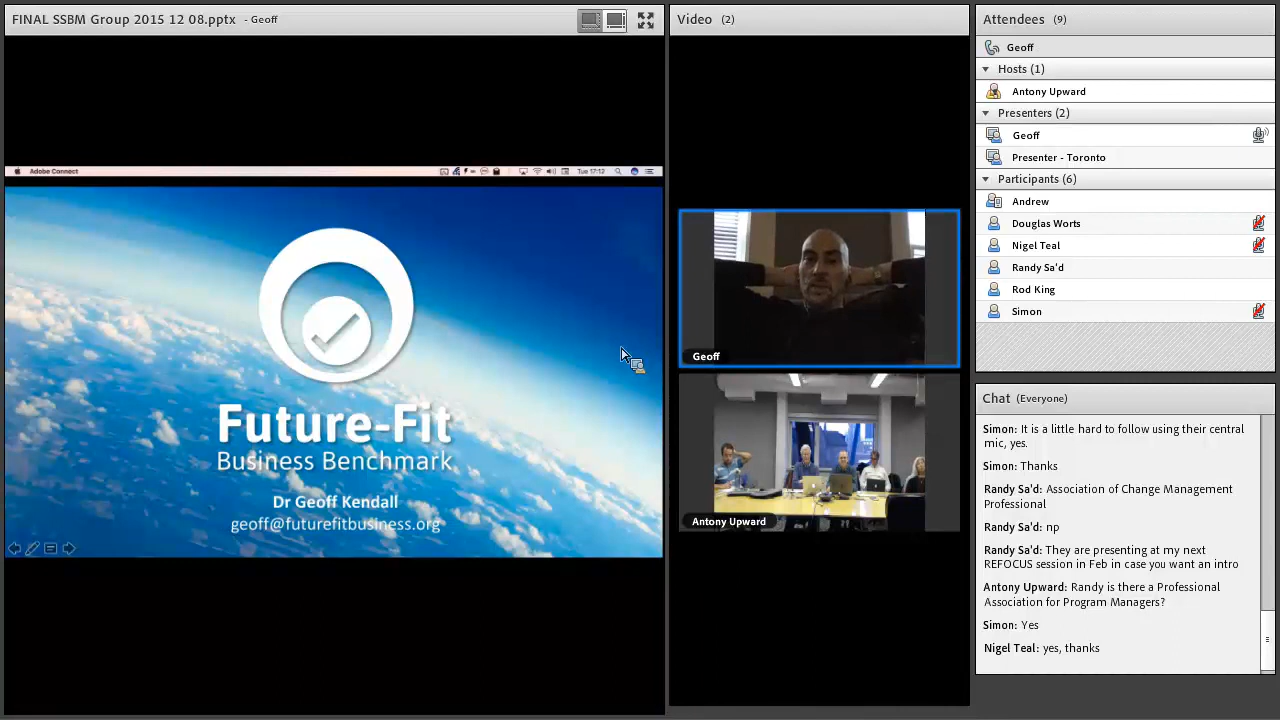 FINAL SSBM Group 2015 12 08.pptx - Geoff
Adobe Connect
Tue 17:12
Future-Fit
Business Benchmark
Dr Geoff Kendall
geoff@futurefitbusiness.org
Video (2)
Geoff
Antony Upward
Attendees (9)
Geoff
Hosts (1)
Antony Upward
Presenters (2)
Geoff
Presenter - Toronto
Participants (6)
Andrew
Douglas Worts
Nigel Teal
Randy Sa'd
Rod King
Simon
Chat (Everyone)
Simon: It is a little hard to follow using their central
mic, yes.
Simon: Thanks
Randy Sa'd: Association of Change Management
Professional
Randy Sa'd: np
Randy Sa'd: They are presenting at my next
REFOCUS session in Feb in case you want an intro
Antony Upward: Randy is there a Professional
Association for Program Managers?
Simon: Yes
Nigel Teal: yes, thanks